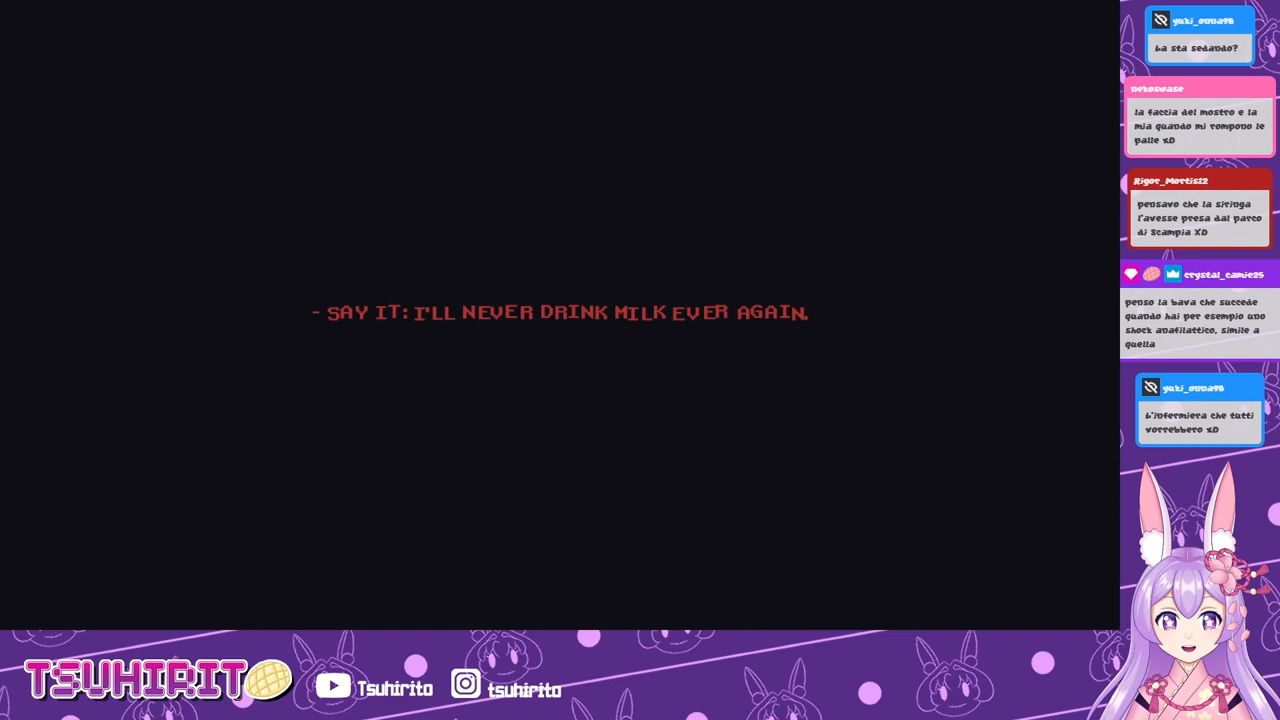 yuki_onna98
La sta sedando?
nekoswase
la faccia del mostro e la
mia quando mi rompono le
palle xD
Rigor_Mortis12
pensavo che la siringa
l'avesse presa dal parco
di Scampia XD
crystal_camie25
penso la bava che succede
quando hai per esempio uno
shock anafilattico, simile a
quella
yuki_onna98
L'infermiera che tutti
vorrebbero xD
- SAY IT: I'LL NEVER DRINK MILK EVER AGAIN.
TSUHIRITO
Tsuhirito
tsuhirito